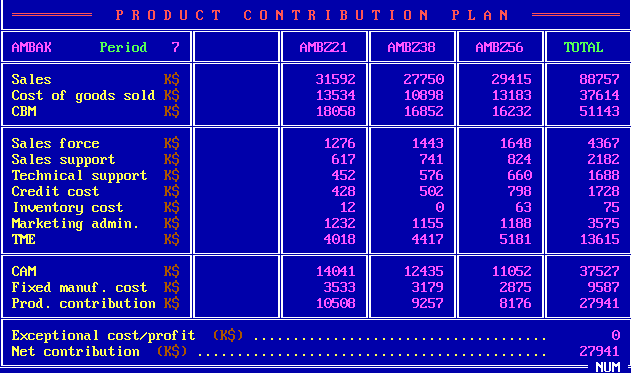 PRODUCT CONTRIBUTION PLAN
AMBAK Period 7 AMBZ21 AMBZ38 AMBZ56 TOTAL
Sales K$ 31592 27750 29415 88757
Cost of goods sold K$ 13534 10898 13183 37614
CBM K$ 18058 16852 16232 51143
Sales force K$ 1276 1443 1648 4367
Sales support K$ 617 741 824 2182
Technical support K$ 452 576 660 1688
Credit cost K$ 428 502 798 1728
Inventory cost K$ 12 0 63 75
Marketing admin. K$ 1232 1155 1188 3575
TME K$ 4018 4417 5181 13615
CAM K$ 14041 12435 11052 37527
Fixed manuf. cost K$ 3533 3179 2875 9587
Prod. contribution K$ 10508 9257 8176 27941
Exceptional cost/profit (K$) ...................................... 0
Net contribution (K$) ............................................. 27941
NUM